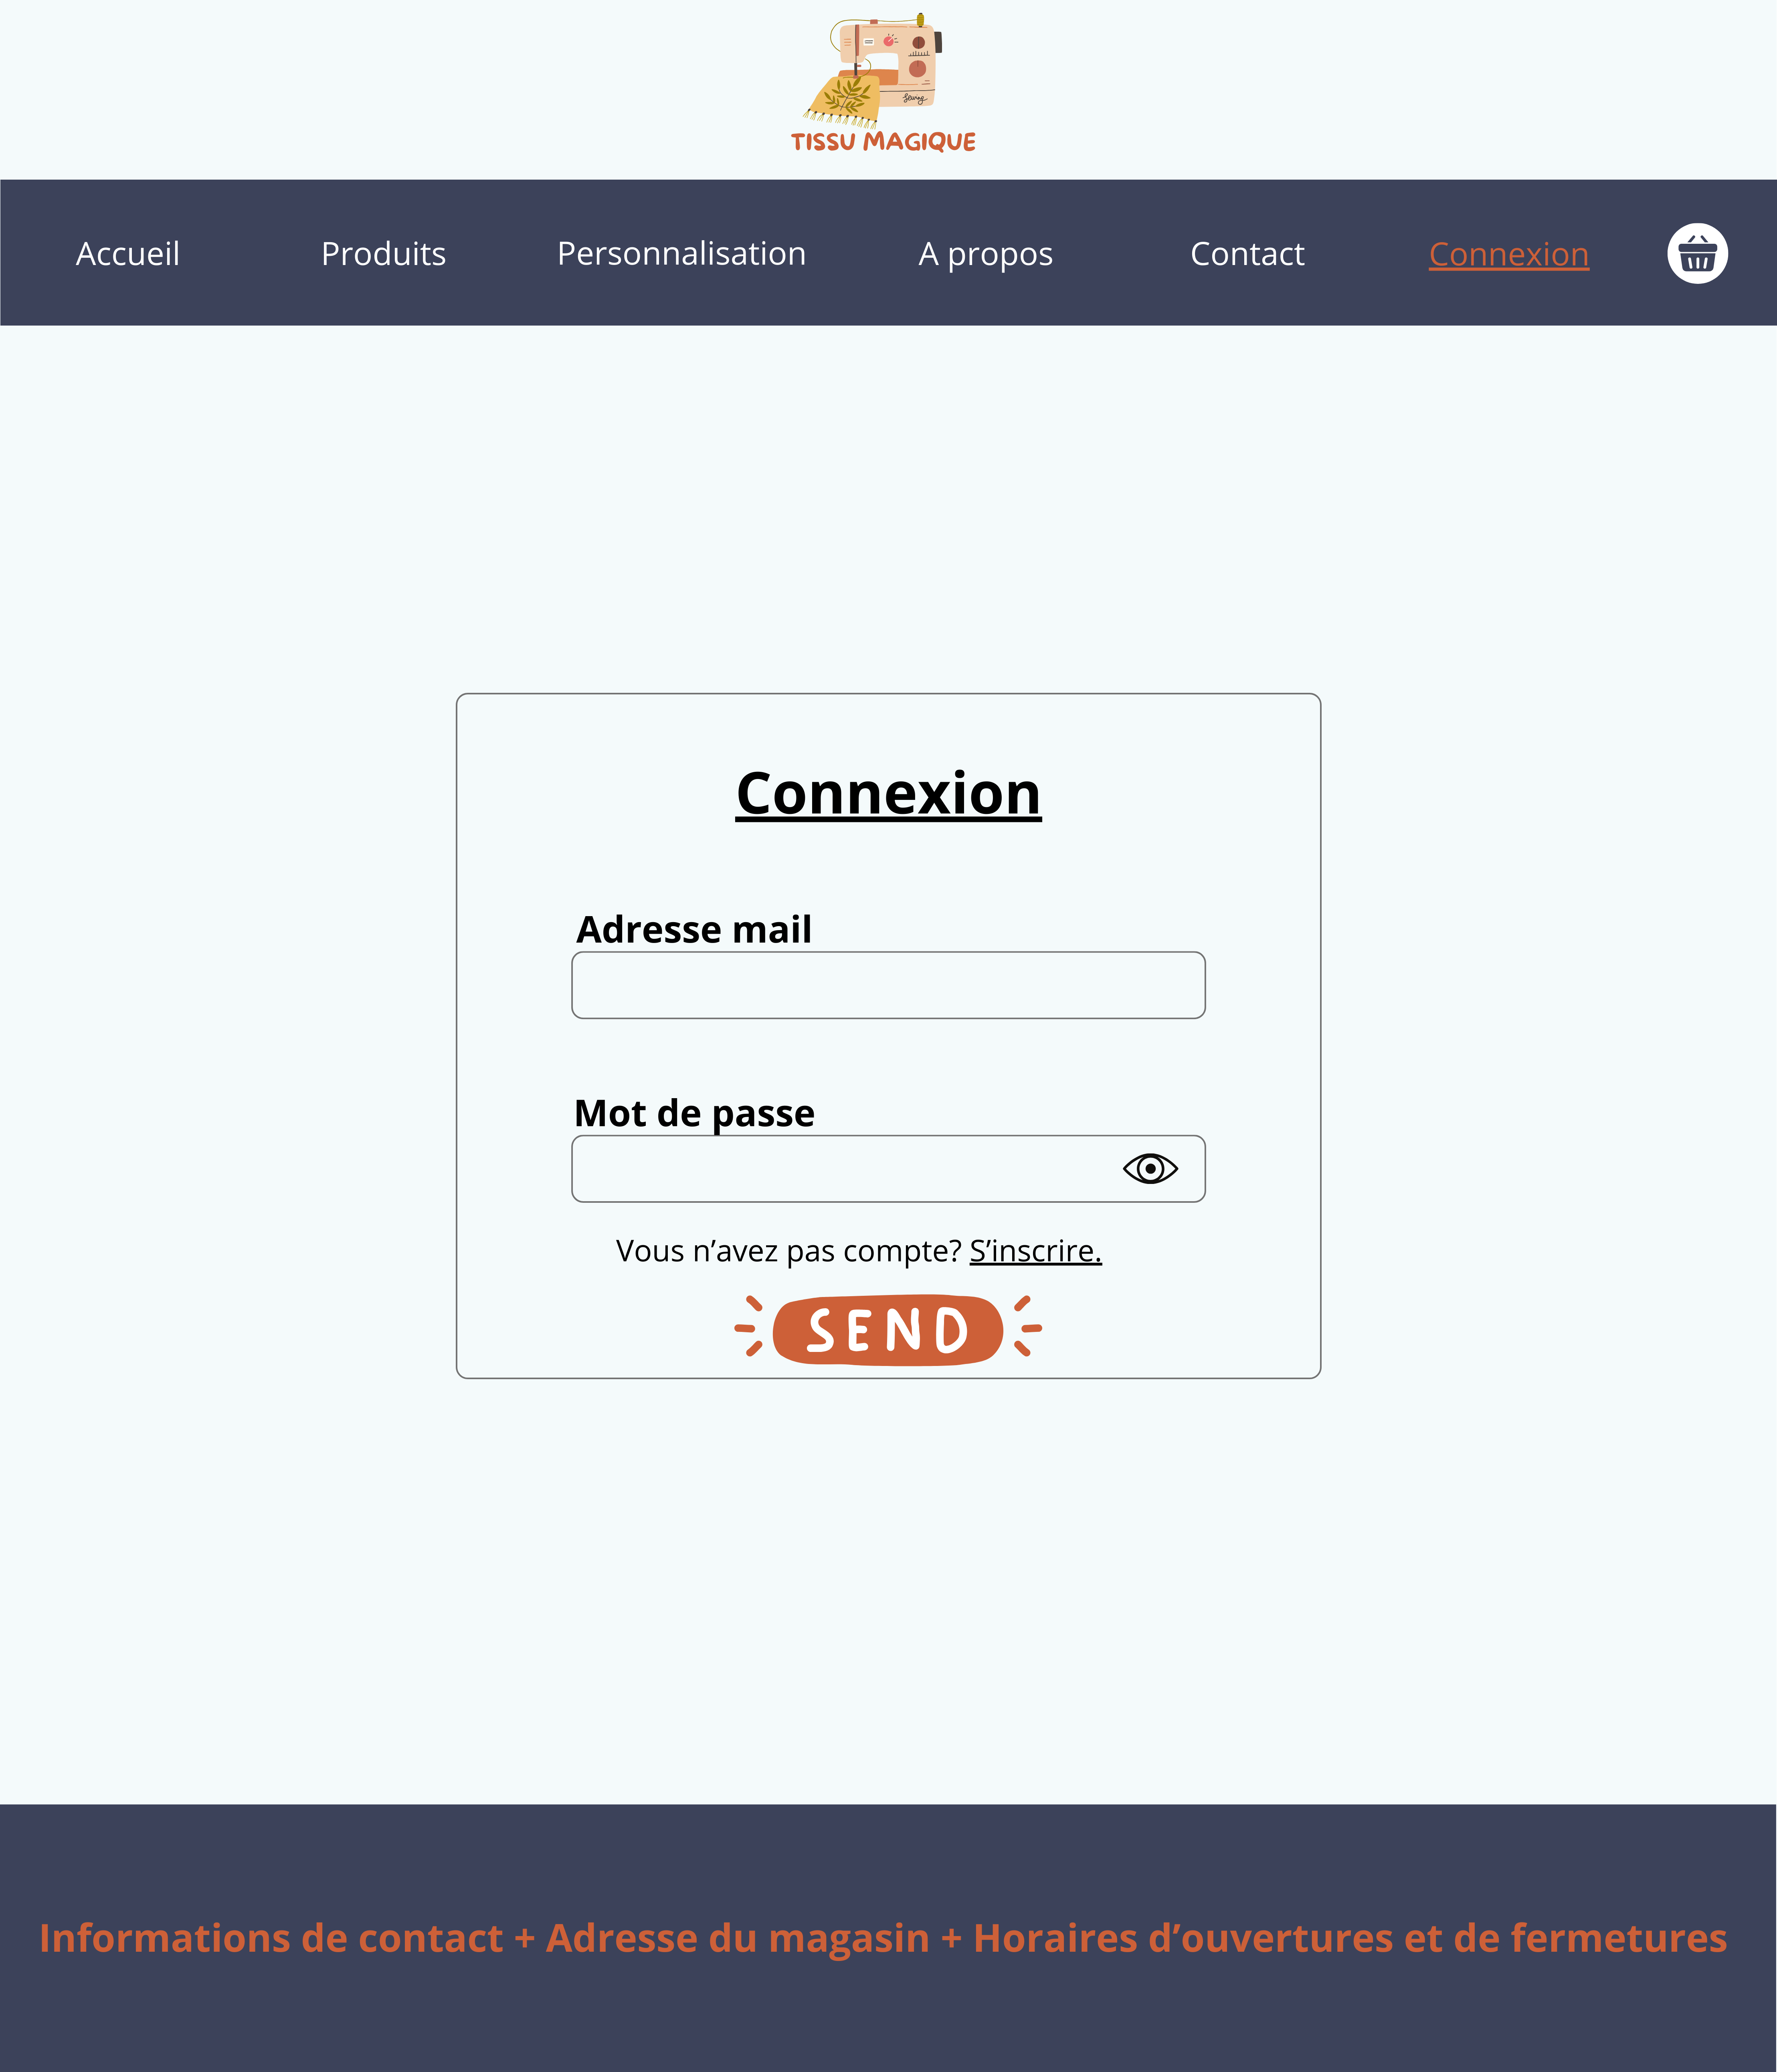 Sewing
TISSU MAGIQUE
Accueil Produits Personnalisation A propos Contact Connexion
Connexion
Adresse mail
Mot de passe
Vous n’avez pas compte? S’inscrire.
SEND
Informations de contact + Adresse du magasin + Horaires d’ouvertures et de fermetures